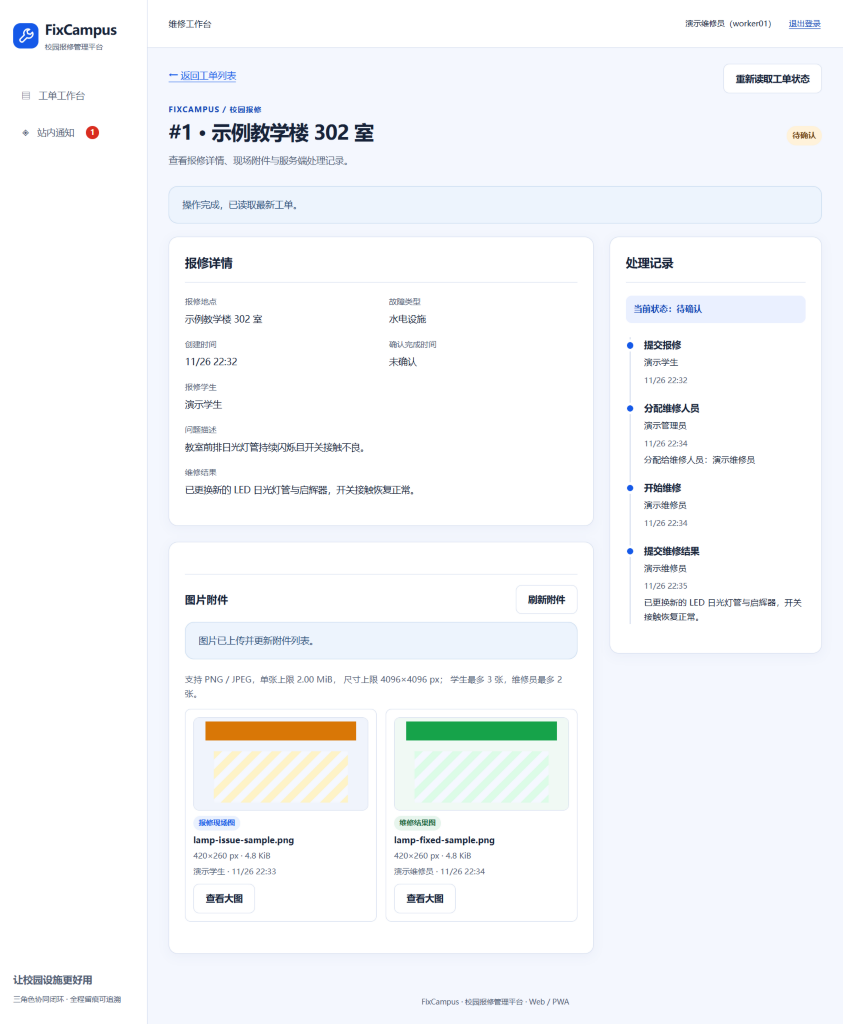 FixCampus
校园报修管理平台
工单工作台
站内通知 1
让校园设施更好用
三角色协同闭环 · 全程留痕可追溯
维修工作台
演示维修员（worker01） 退出登录
← 返回工单列表
重新读取工单状态
FIXCAMPUS / 校园报修
#1 • 示例教学楼 302 室
待确认
查看报修详情、现场附件与服务端处理记录。
操作完成，已读取最新工单。
报修详情
报修地点
示例教学楼 302 室
故障类型
水电设施
创建时间
11/26 22:32
确认完成时间
未确认
报修学生
演示学生
问题描述
教室前排日光灯管持续闪烁且开关接触不良。
维修结果
已更换新的 LED 日光灯管与启辉器，开关接触恢复正常。
图片附件
刷新附件
图片已上传并更新附件列表。
支持 PNG / JPEG，单张上限 2.00 MiB， 尺寸上限 4096×4096 px； 学生最多 3 张，维修员最多 2
张。
报修现场图
lamp-issue-sample.png
420×260 px · 4.8 KiB
演示学生 · 11/26 22:33
查看大图
维修结果图
lamp-fixed-sample.png
420×260 px · 4.8 KiB
演示维修员 · 11/26 22:34
查看大图
处理记录
当前状态：待确认
提交报修
演示学生
11/26 22:32
分配维修人员
演示管理员
11/26 22:34
分配给维修人员：演示维修员
开始维修
演示维修员
11/26 22:34
提交维修结果
演示维修员
11/26 22:35
已更换新的 LED 日光灯管与启辉器，开关
接触恢复正常。
FixCampus · 校园报修管理平台 · Web / PWA